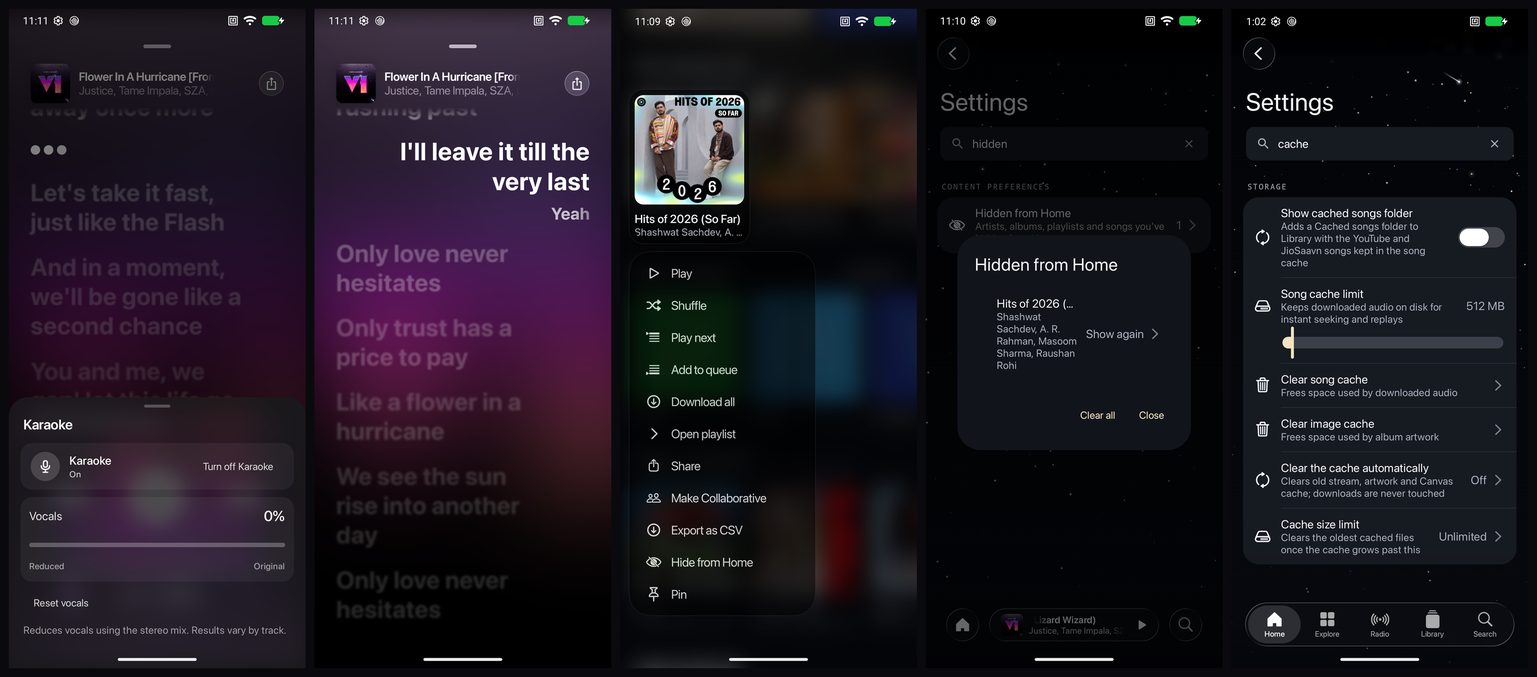 11:11
VI
Flower In A Hurricane [Fro
Justice, Tame Impala, SZA,
away once more
Let's take it fast,
just like the Flash
And in a moment,
we'll be gone like a
second chance
You and me, we
Karaoke
Karaoke
On
Turn off Karaoke
Vocals
0%
Reduced
Original
Reset vocals
Reduces vocals using the stereo mix. Results vary by track.
11:11
VI
Flower In A Hurricane [Fro
Justice, Tame Impala, SZA,
rushing past
I'll leave it till the
very last
Yeah
Only love never
hesitates
Only trust has a
price to pay
Like a flower in a
hurricane
We see the sun
rise into another
day
Only love never
hesitates
11:09
HITS OF 2026
SO FAR
2026
Hits of 2026 (So Far)
Shashwat Sachdev, A. ...
Play
Shuffle
Play next
Add to queue
Download all
Open playlist
Share
Make Collaborative
Export as CSV
Hide from Home
Pin
11:10
Settings
hidden
CONTENT PREFERENCES
Hidden from Home
Artists, albums, playlists and songs you've
1
Hidden from Home
Hits of 2026 (...
Shashwat
Sachdev, A. R.
Rahman, Masoom
Sharma, Raushan
Rohi
Show again
Clear all
Close
VI
Lizard Wizard)
Justice, Tame Impala, S
1:02
Settings
cache
STORAGE
Show cached songs folder
Adds a Cached songs folder to
Library with the YouTube and
JioSaavn songs kept in the song
cache
Song cache limit
Keeps downloaded audio on disk for
instant seeking and replays
512 MB
Clear song cache
Frees space used by downloaded audio
Clear image cache
Frees space used by album artwork
Clear the cache automatically
Clears old stream, artwork and Canvas
cache; downloads are never touched
Off
Cache size limit
Clears the oldest cached files
once the cache grows past this
Unlimited
Home
Explore
Radio
Library
Search